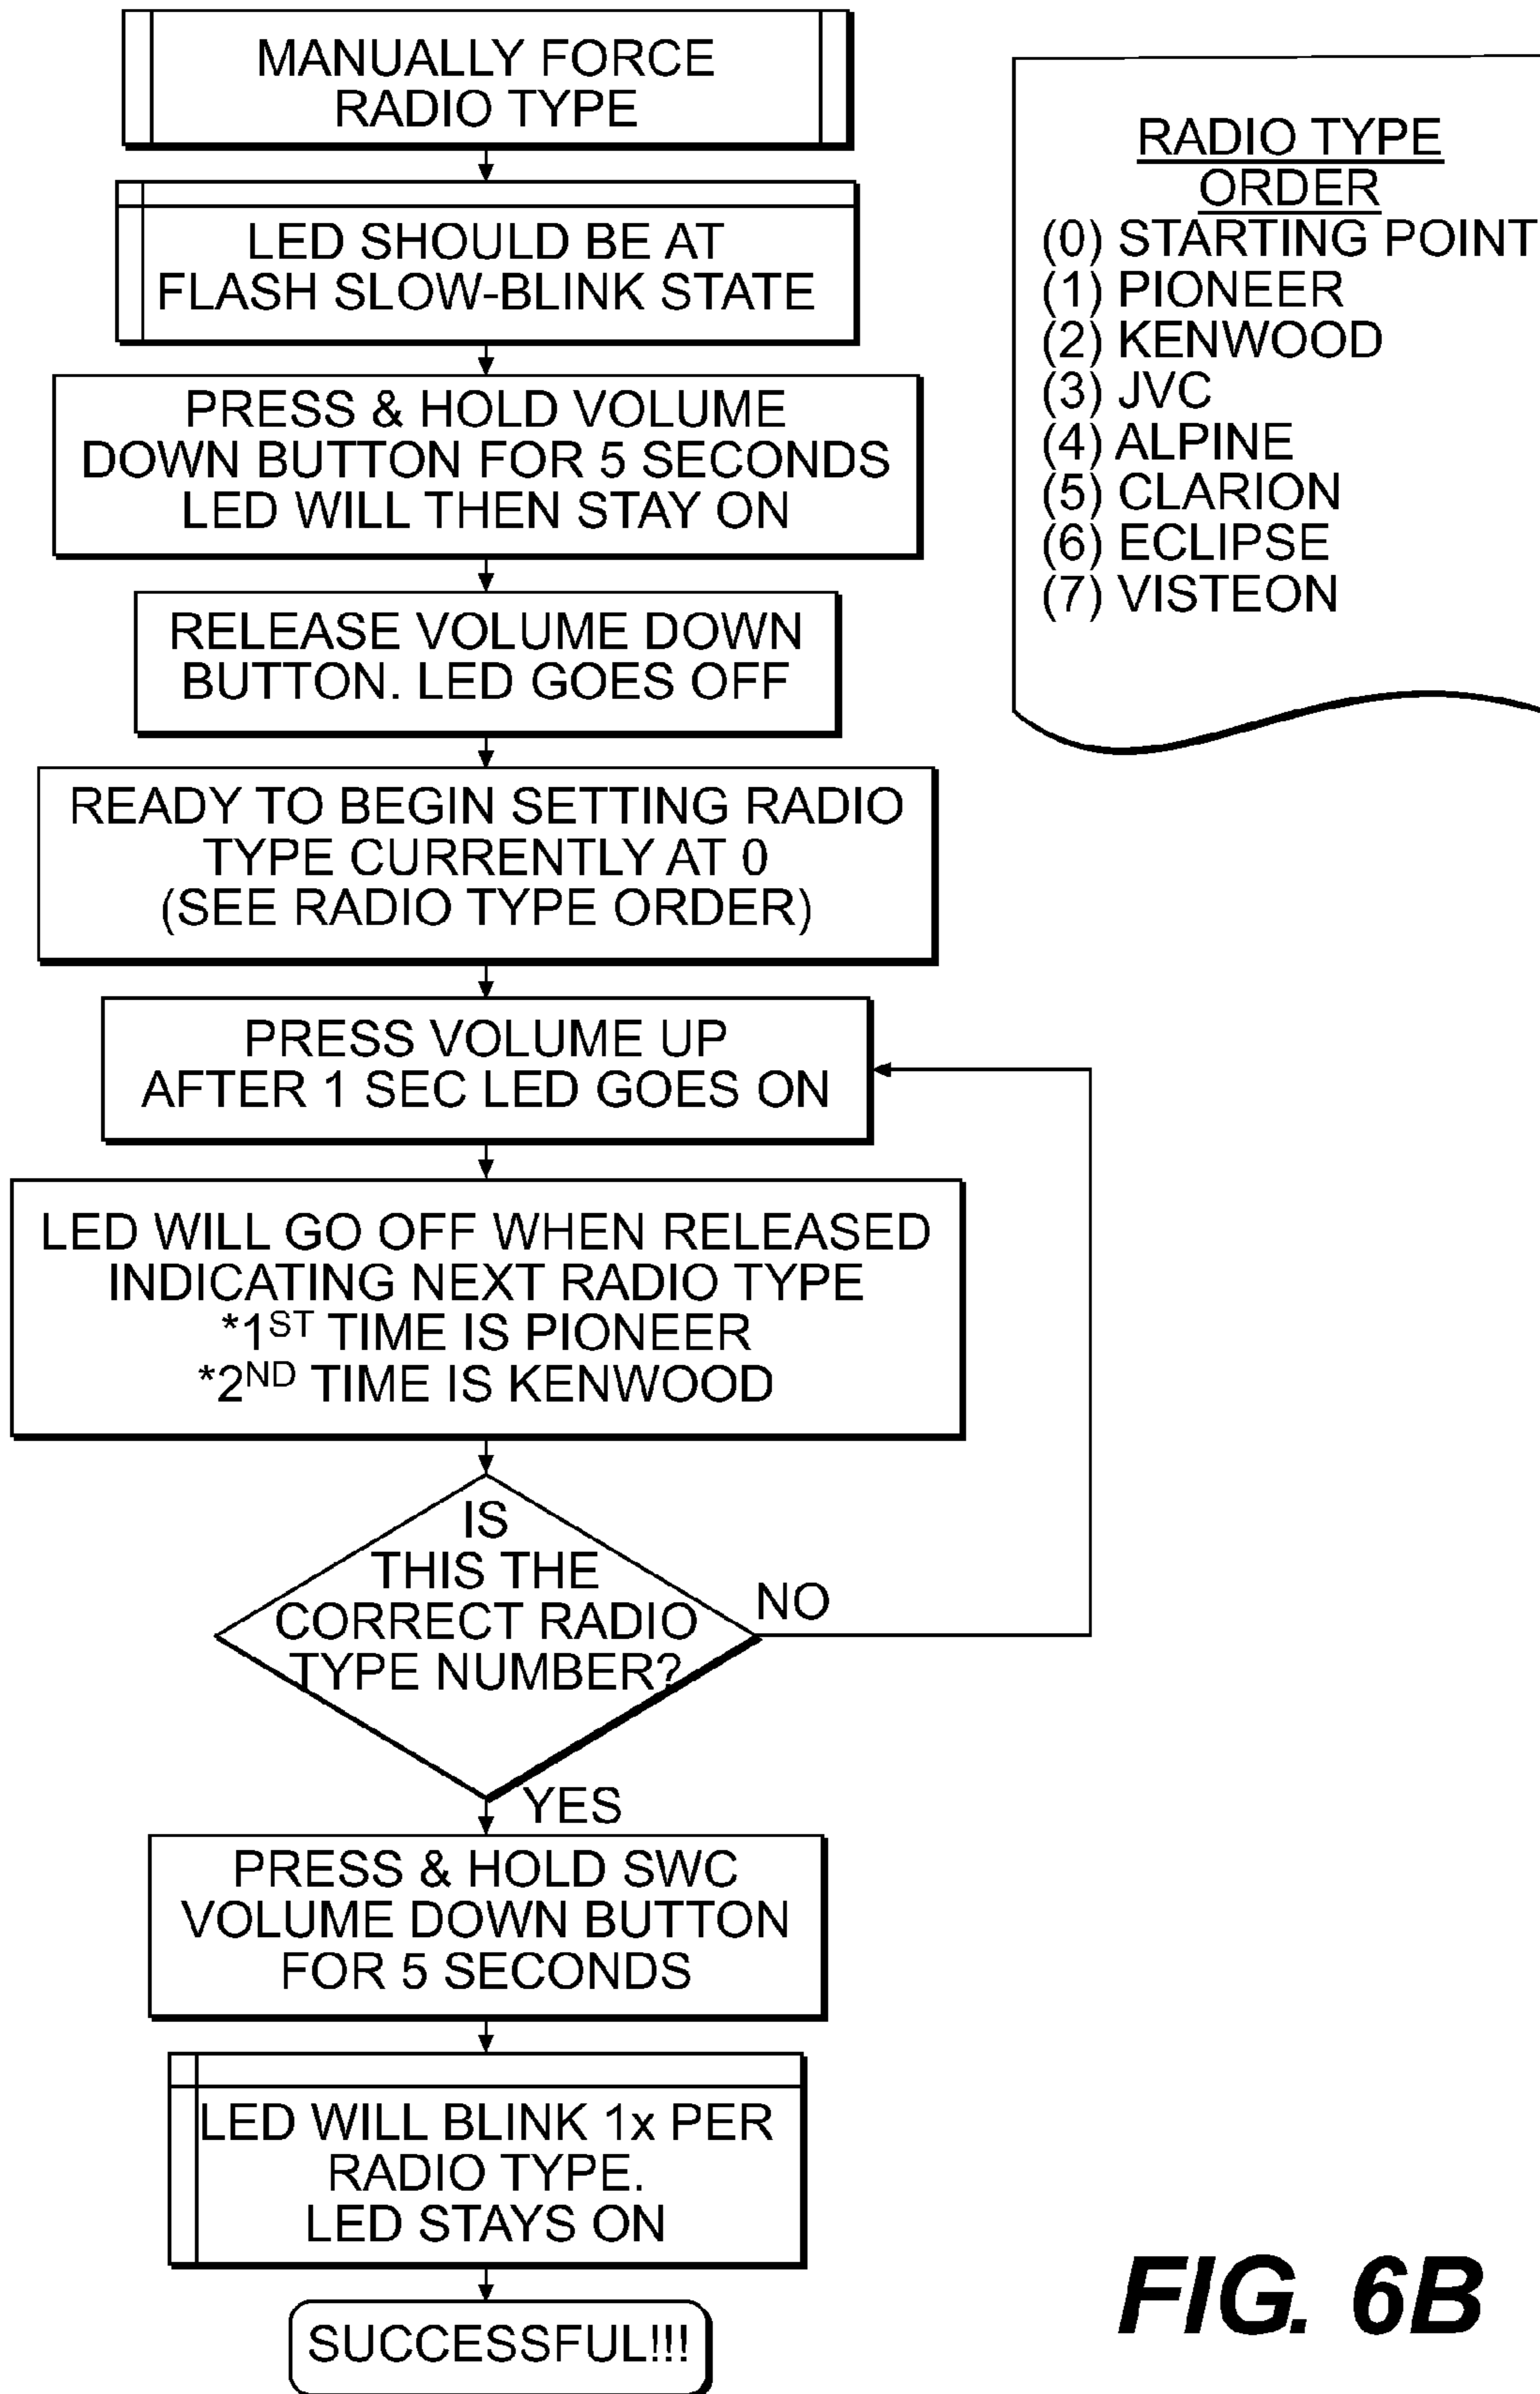 MANUALLY FORCE
RADIO TYPE
LED SHOULD BE AT
FLASH SLOW-BLINK STATE
PRESS & HOLD VOLUME
DOWN BUTTON FOR 5 SECONDS
LED WILL THEN STAY ON
RELEASE VOLUME DOWN
BUTTON. LED GOES OFF
READY TO BEGIN SETTING RADIO
TYPE CURRENTLY AT 0
(SEE RADIO TYPE ORDER)
PRESS VOLUME UP
AFTER 1 SEC LED GOES ON
LED WILL GO OFF WHEN RELEASED
INDICATING NEXT RADIO TYPE
*1ST TIME IS PIONEER
*2ND TIME IS KENWOOD
IS
THIS THE
CORRECT RADIO
TYPE NUMBER?
NO
YES
PRESS & HOLD SWC
VOLUME DOWN BUTTON
FOR 5 SECONDS
LED WILL BLINK 1x PER
RADIO TYPE.
LED STAYS ON
SUCCESSFUL!!!
RADIO TYPE
ORDER
(0) STARTING POINT
(1) PIONEER
(2) KENWOOD
(3) JVC
(4) ALPINE
(5) CLARION
(6) ECLIPSE
(7) VISTEON
FIG. 6B